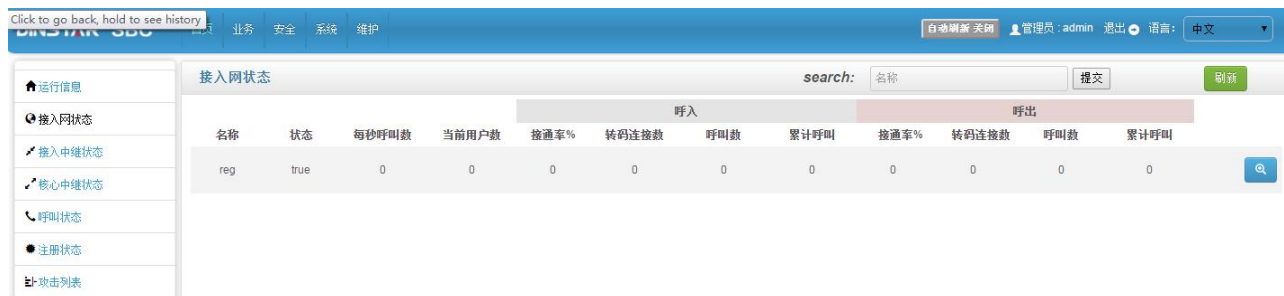 Click to go back, hold to see history
DINSTAR SBC 首页 业务 安全 系统 维护 自动刷新 关闭 管理员 : admin 退出 语言: 中文
接入网状态 search: 名称 提交 刷新
运行信息
接入网状态
接入中继状态
核心中继状态
呼叫状态
注册状态
攻击列表
呼入 呼出
名称 状态 每秒呼叫数 当前用户数 接通率% 转码连接数 呼叫数 累计呼叫 接通率% 转码连接数 呼叫数 累计呼叫
reg true 0 0 0 0 0 0 0 0 0 0